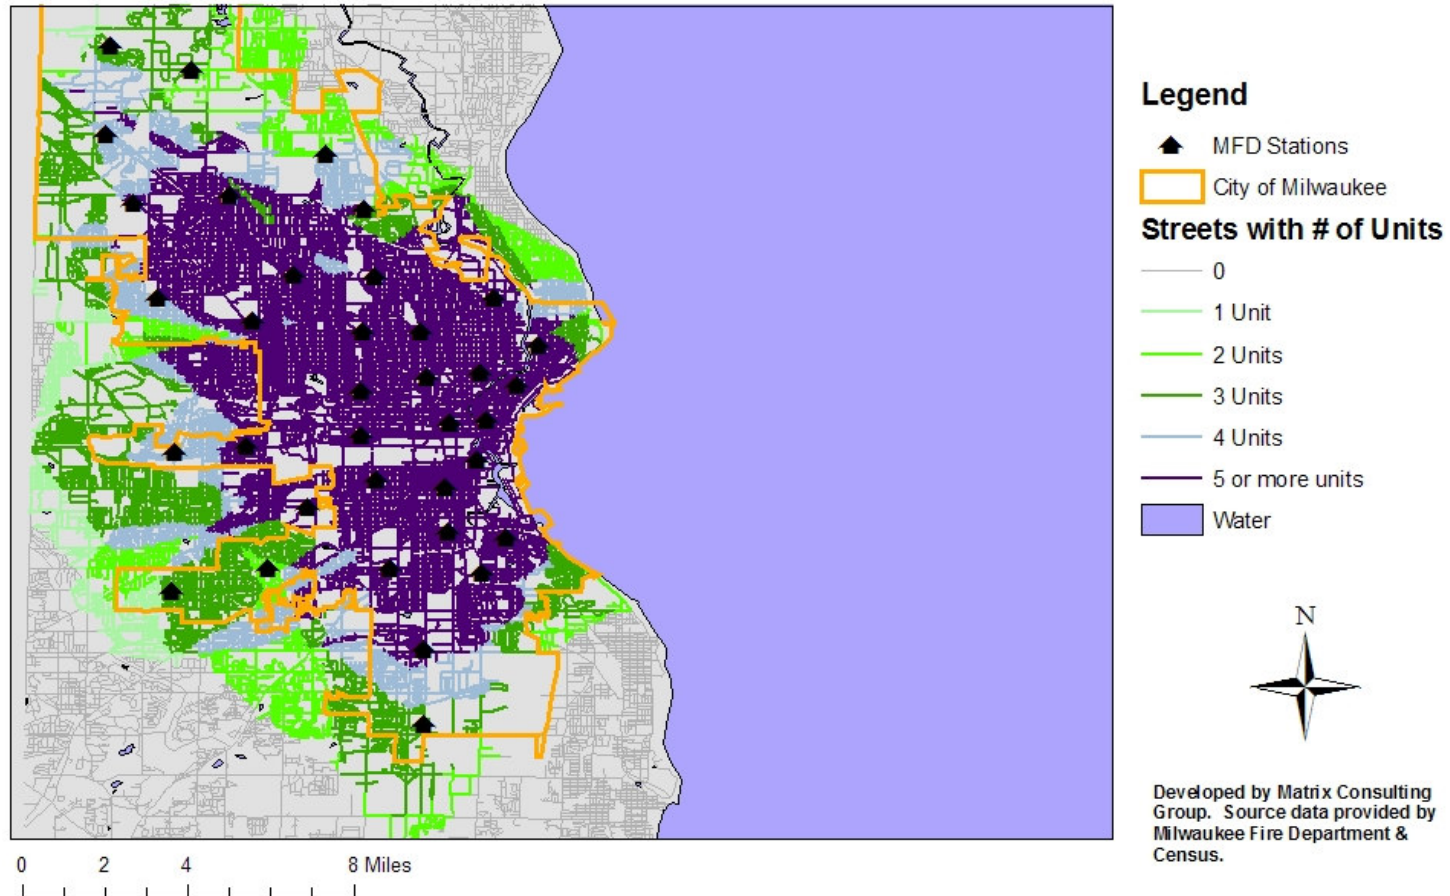 Legend
MFD Stations
City of Milwaukee
Streets with # of Units
0
1 Unit
2 Units
3 Units
4 Units
5 or more units
Water
N
Developed by Matrix Consulting
Group. Source data provided by
Milwaukee Fire Department &
Census.
0 2 4 8 Miles